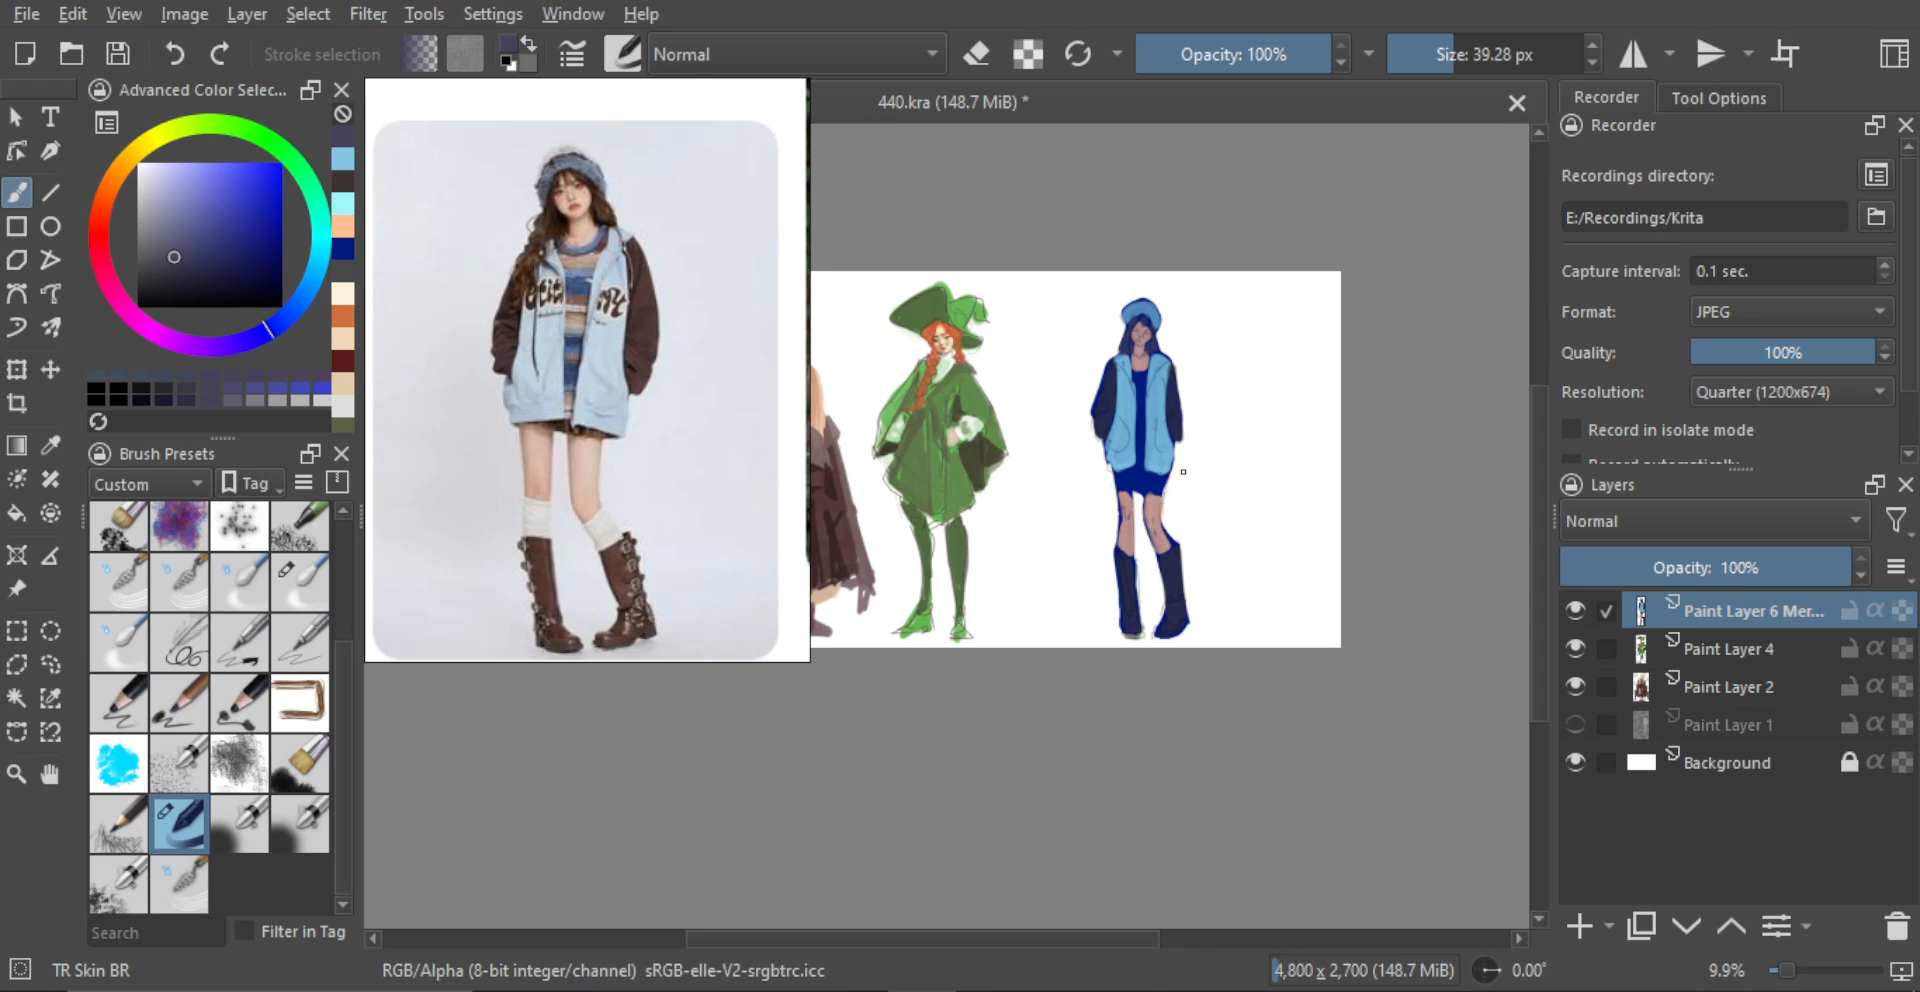 File Edit View Image Layer Select Filter Tools Settings Window Help
Stroke selection
Normal
Opacity: 100%
Size: 39.28 px
Advanced Color Selec...
440.kra (148.7 MiB) *
Recorder
Tool Options
Recorder
Recordings directory:
E:/Recordings/Krita
Capture interval:
0.1 sec.
Format:
JPEG
Quality:
100%
Resolution:
Quarter (1200x674)
Record in isolate mode
Brush Presets
Custom
Tag
Layers
Normal
Opacity: 100%
Paint Layer 6 Mer...
Paint Layer 4
Paint Layer 2
Paint Layer 1
Background
Search
Filter in Tag
TR Skin BR
RGB/Alpha (8-bit integer/channel) sRGB-elle-V2-srgbtrc.icc
4,800 x 2,700 (148.7 MiB)
0.00°
9.9%